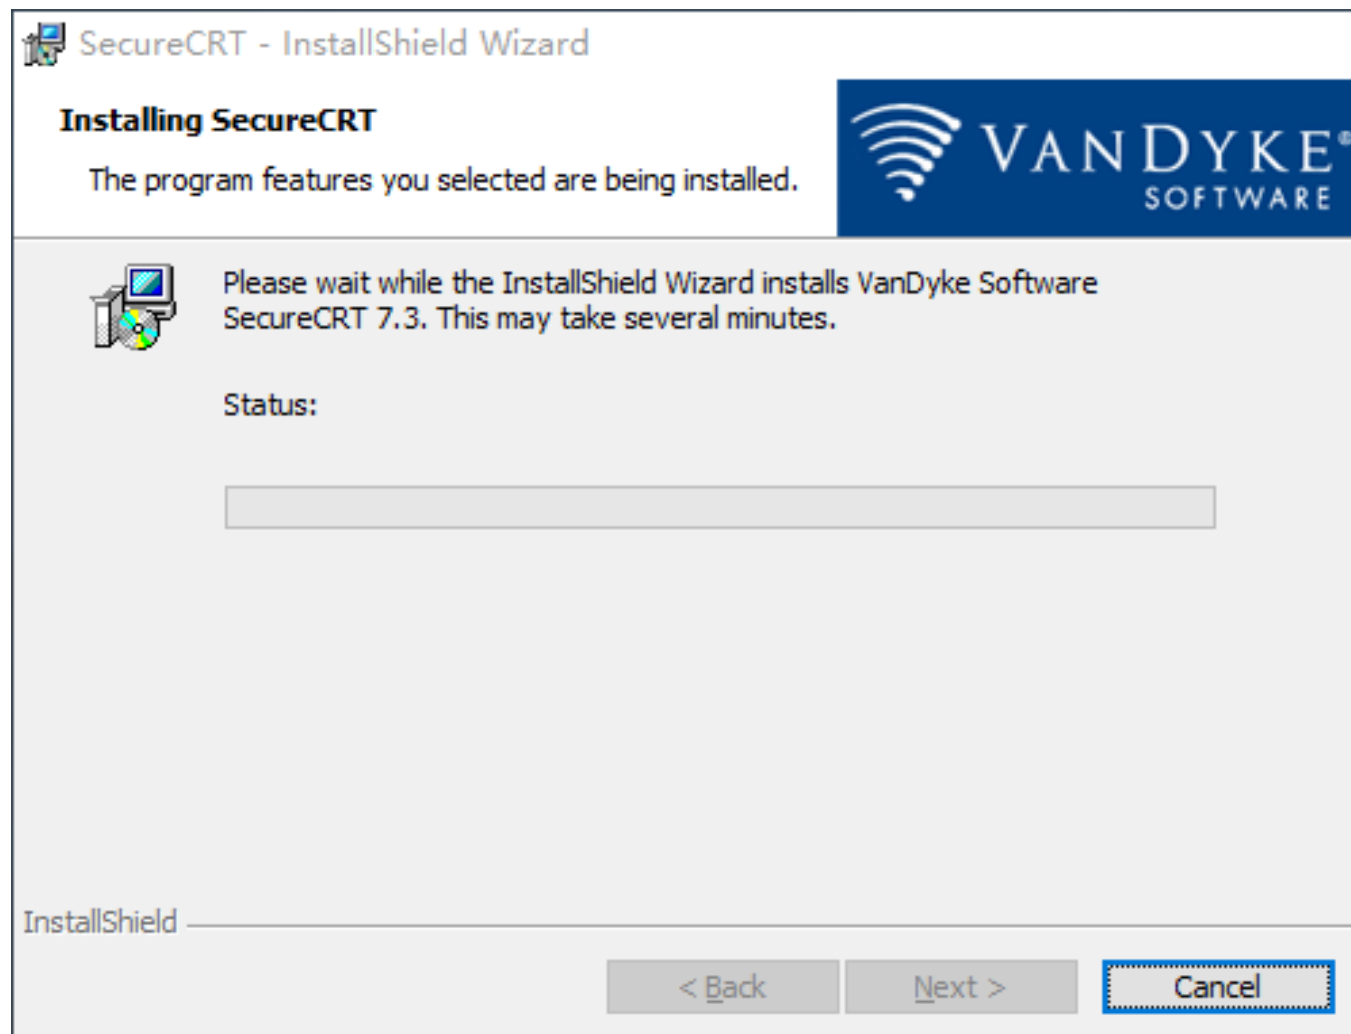 SecureCRT - InstallShield Wizard
Installing SecureCRT
The program features you selected are being installed.
VANDYKE®
SOFTWARE
Please wait while the InstallShield Wizard installs VanDyke Software
SecureCRT 7.3. This may take several minutes.
Status:
InstallShield
< Back
Next >
Cancel